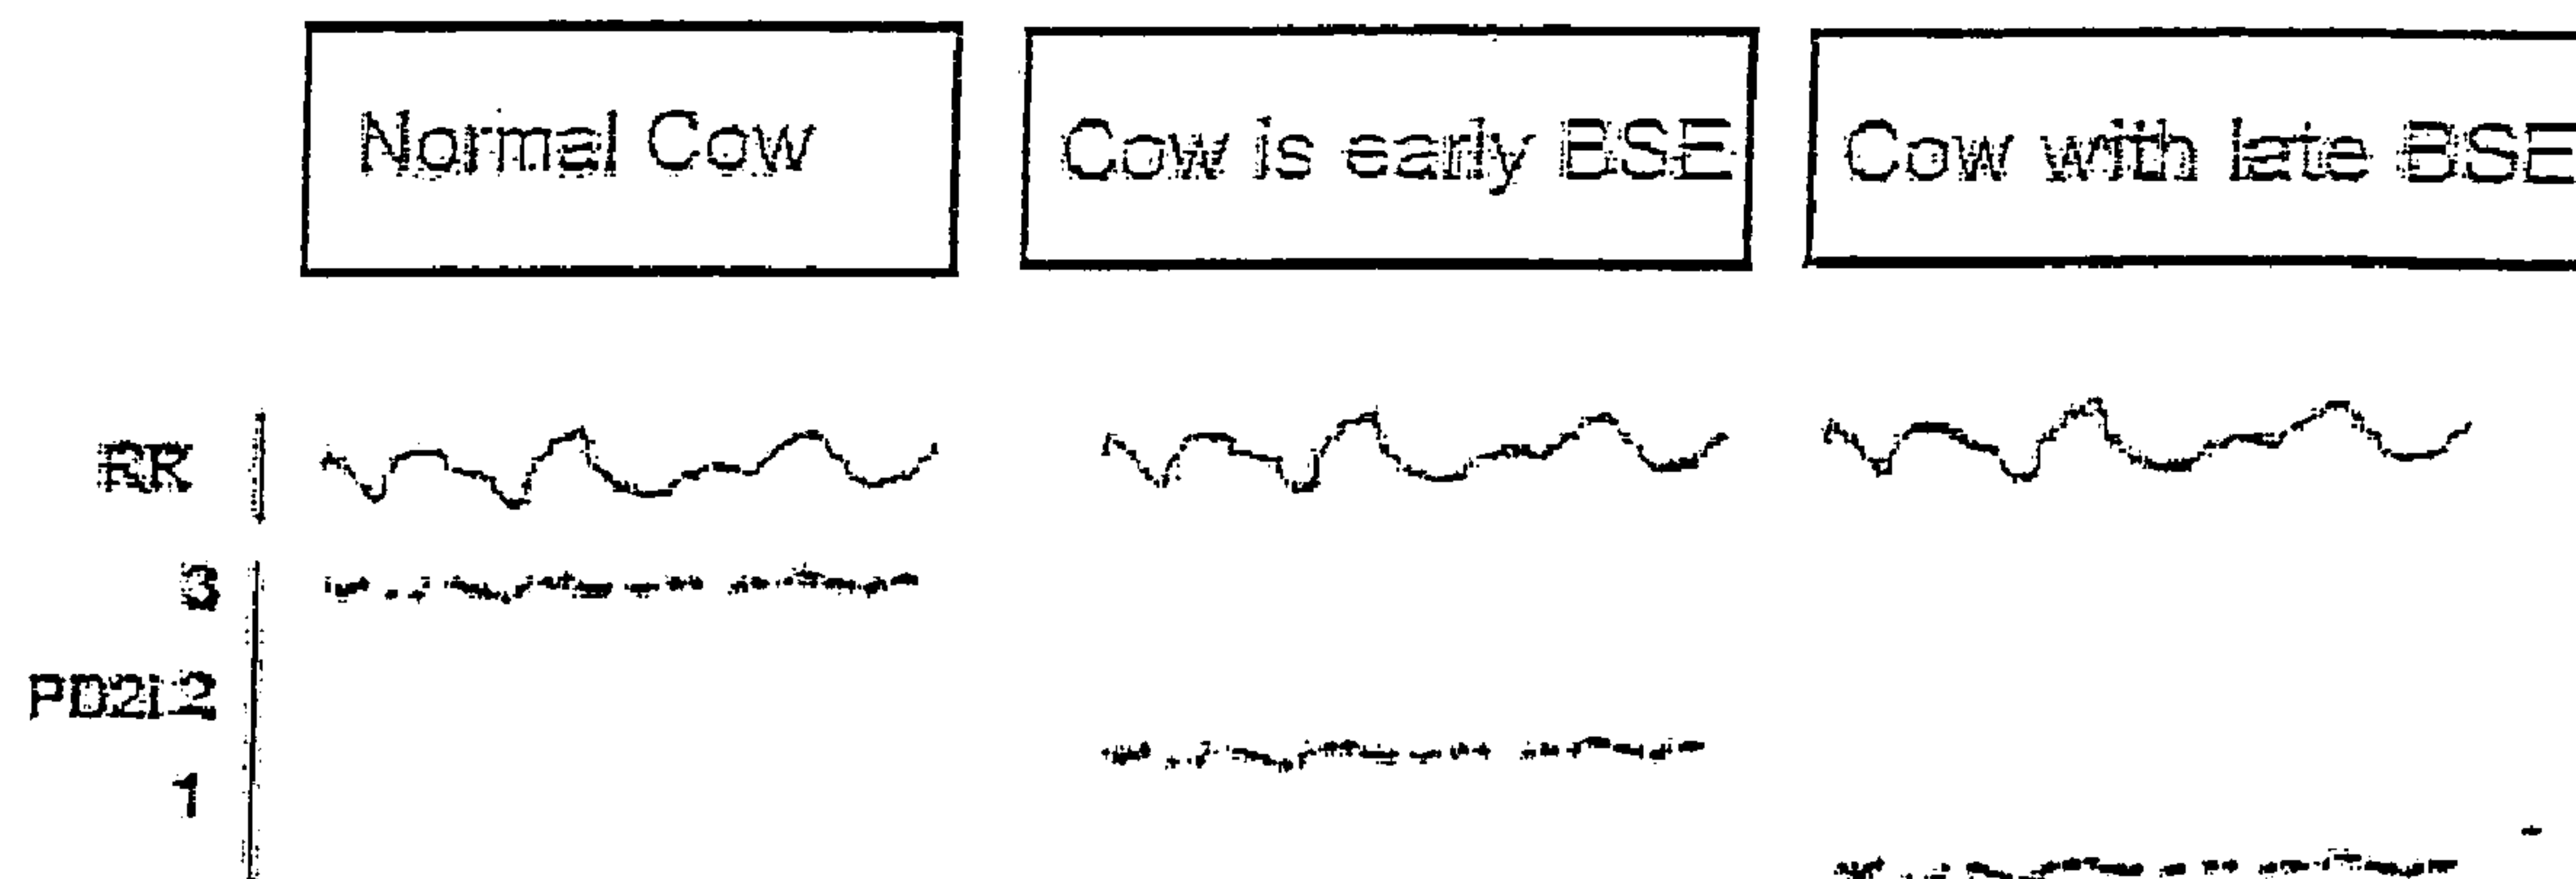 Normal Cow
Cow is early BSE
Cow with late BSE
RR
3
PD2i 2
1